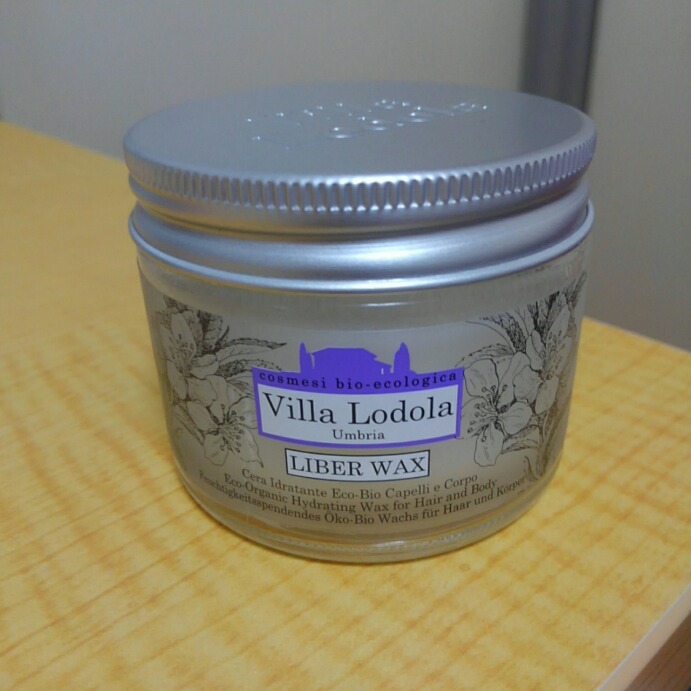 cosmesi bio-ecologica
Villa Lodola
Umbria
LIBER WAX
Cera Idratante Eco-Bio Capelli e Corpo
Eco-Organic Hydrating Wax for Hair and Body
Feuchtigkeitsspendendes Öko-Bio Wachs für Haar und Körper